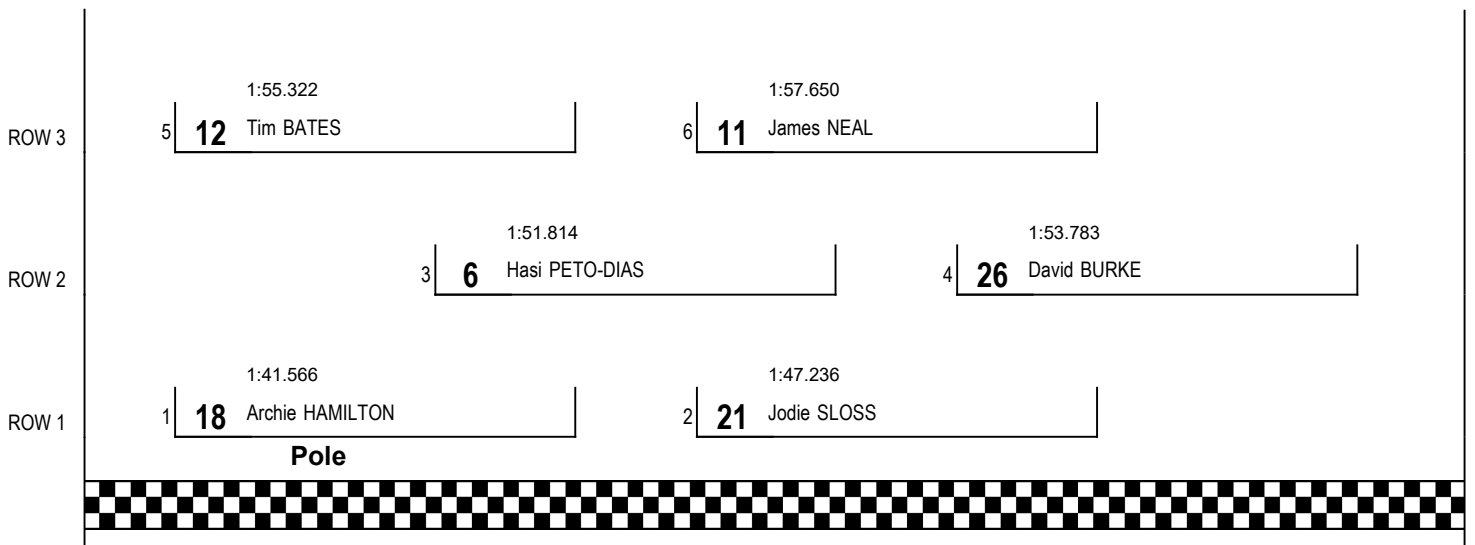 1:55.322 1:57.650
ROW 3 5 12 Tim BATES 6 11 James NEAL
1:51.814 1:53.783
ROW 2 3 6 Hasi PETO-DIAS 4 26 David BURKE
1:41.566 1:47.236
ROW 1 1 18 Archie HAMILTON 2 21 Jodie SLOSS
Pole